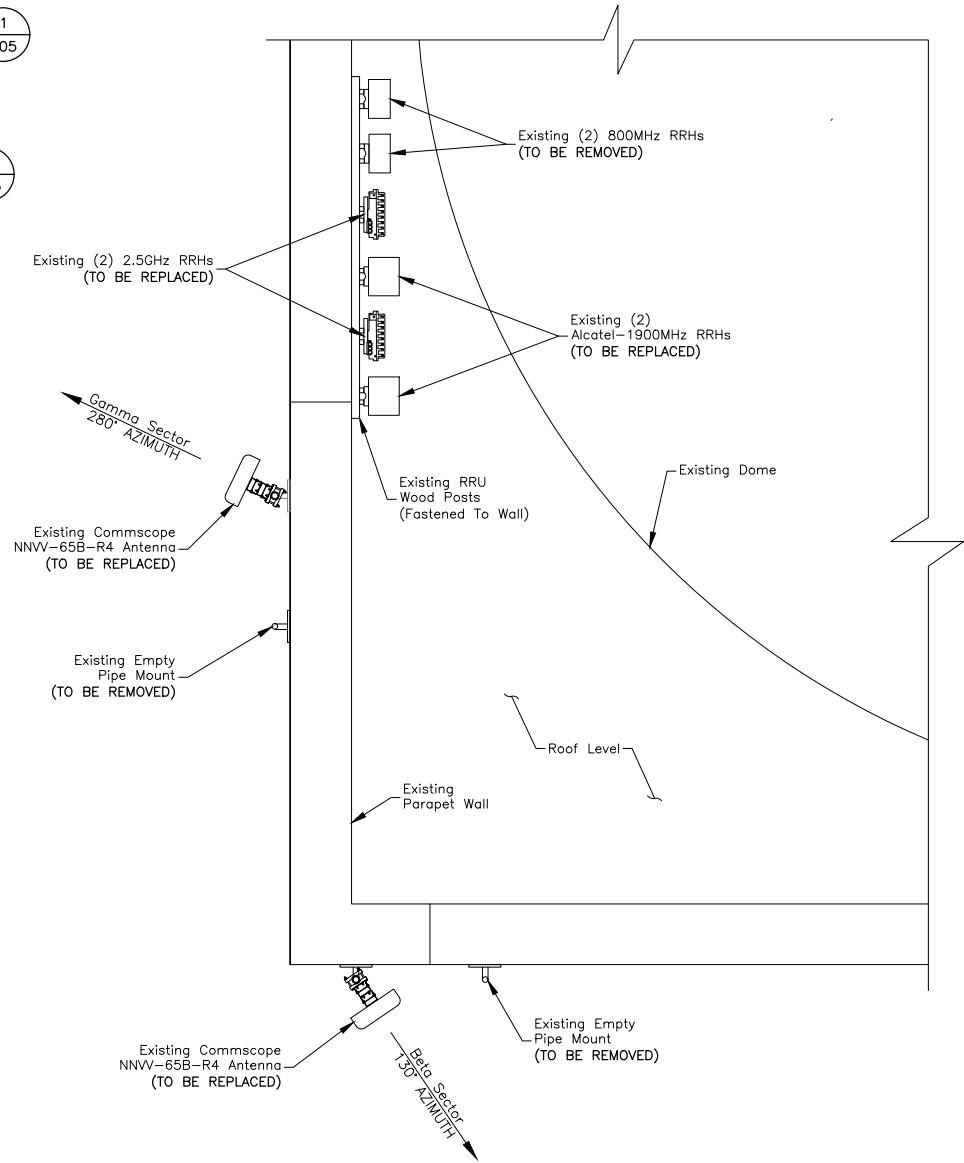 1
05
Existing (2) 800MHz RRHs
(TO BE REMOVED)
Existing (2) 2.5GHz RRHs
(TO BE REPLACED)
Existing (2)
Alcatel-1900MHz RRHs
(TO BE REPLACED)
Gamma Sector
280° AZIMUTH
Existing RRU
Wood Posts
(Fastened To Wall)
Existing Dome
Existing Commscope
NNVV-65B-R4 Antenna
(TO BE REPLACED)
Existing Empty
Pipe Mount
(TO BE REMOVED)
Roof Level
Existing
Parapet Wall
Existing Empty
Pipe Mount
(TO BE REMOVED)
Existing Commscope
NNVV-65B-R4 Antenna
(TO BE REPLACED)
Beta Sector
130° AZIMUTH